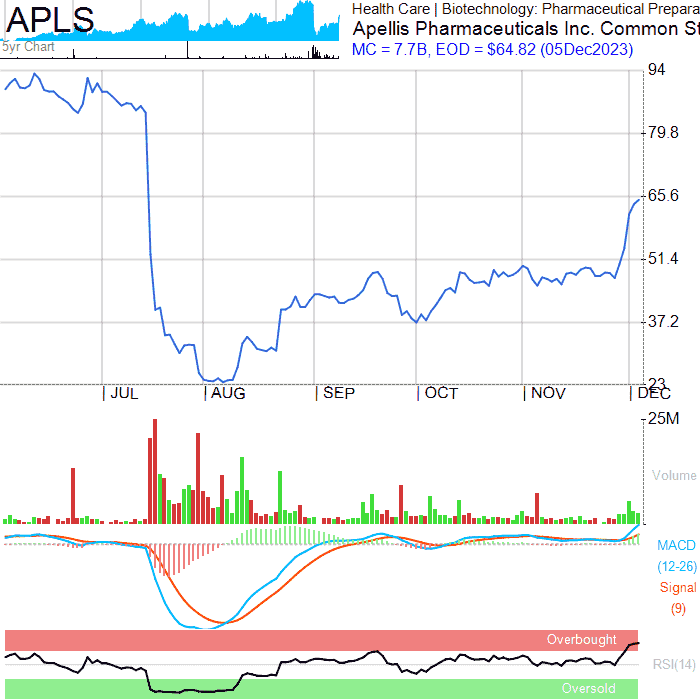 APLS
5yr Chart
Health Care | Biotechnology: Pharmaceutical Prepara
Apellis Pharmaceuticals Inc. Common St
MC = 7.7B, EOD = $64.82 (05Dec2023)
94
79.8
65.6
51.4
37.2
23
JUL
AUG
SEP
OCT
NOV
DEC
25M
Volume
MACD
(12-26)
Signal
(9)
Overbought
RSI(14)
Oversold